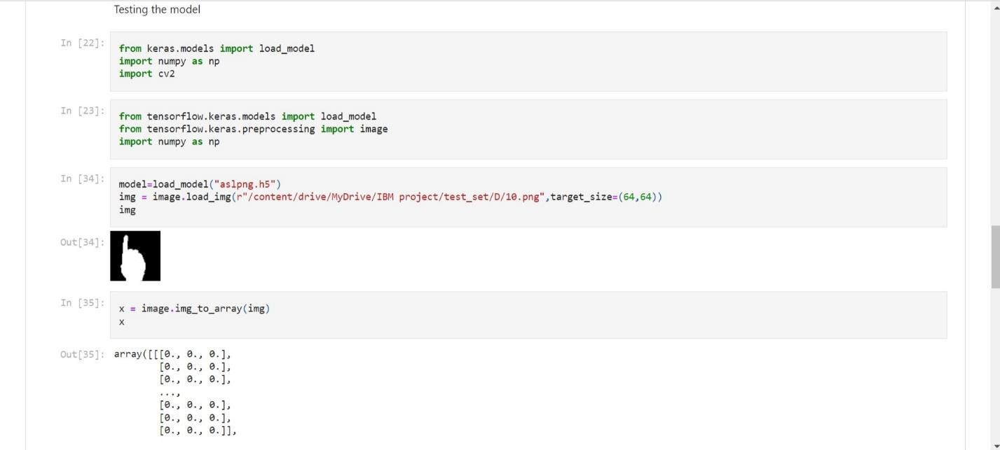 Testing the model
In [22]:
from keras.models import load_model
import numpy as np
import cv2
In [23]:
from tensorflow.keras.models import load_model
from tensorflow.keras.preprocessing import image
import numpy as np
In [34]:
model=load_model("aslpng.h5")
img = image.load_img(r"/content/drive/MyDrive/IBM project/test_set/D/10.png",target_size=(64,64))
img
Out[34]:
In [35]:
x = image.img_to_array(img)
x
Out[35]: array([[[0., 0., 0.],
[0., 0., 0.],
[0., 0., 0.],
...,
[0., 0., 0.],
[0., 0., 0.],
[0., 0., 0.]],